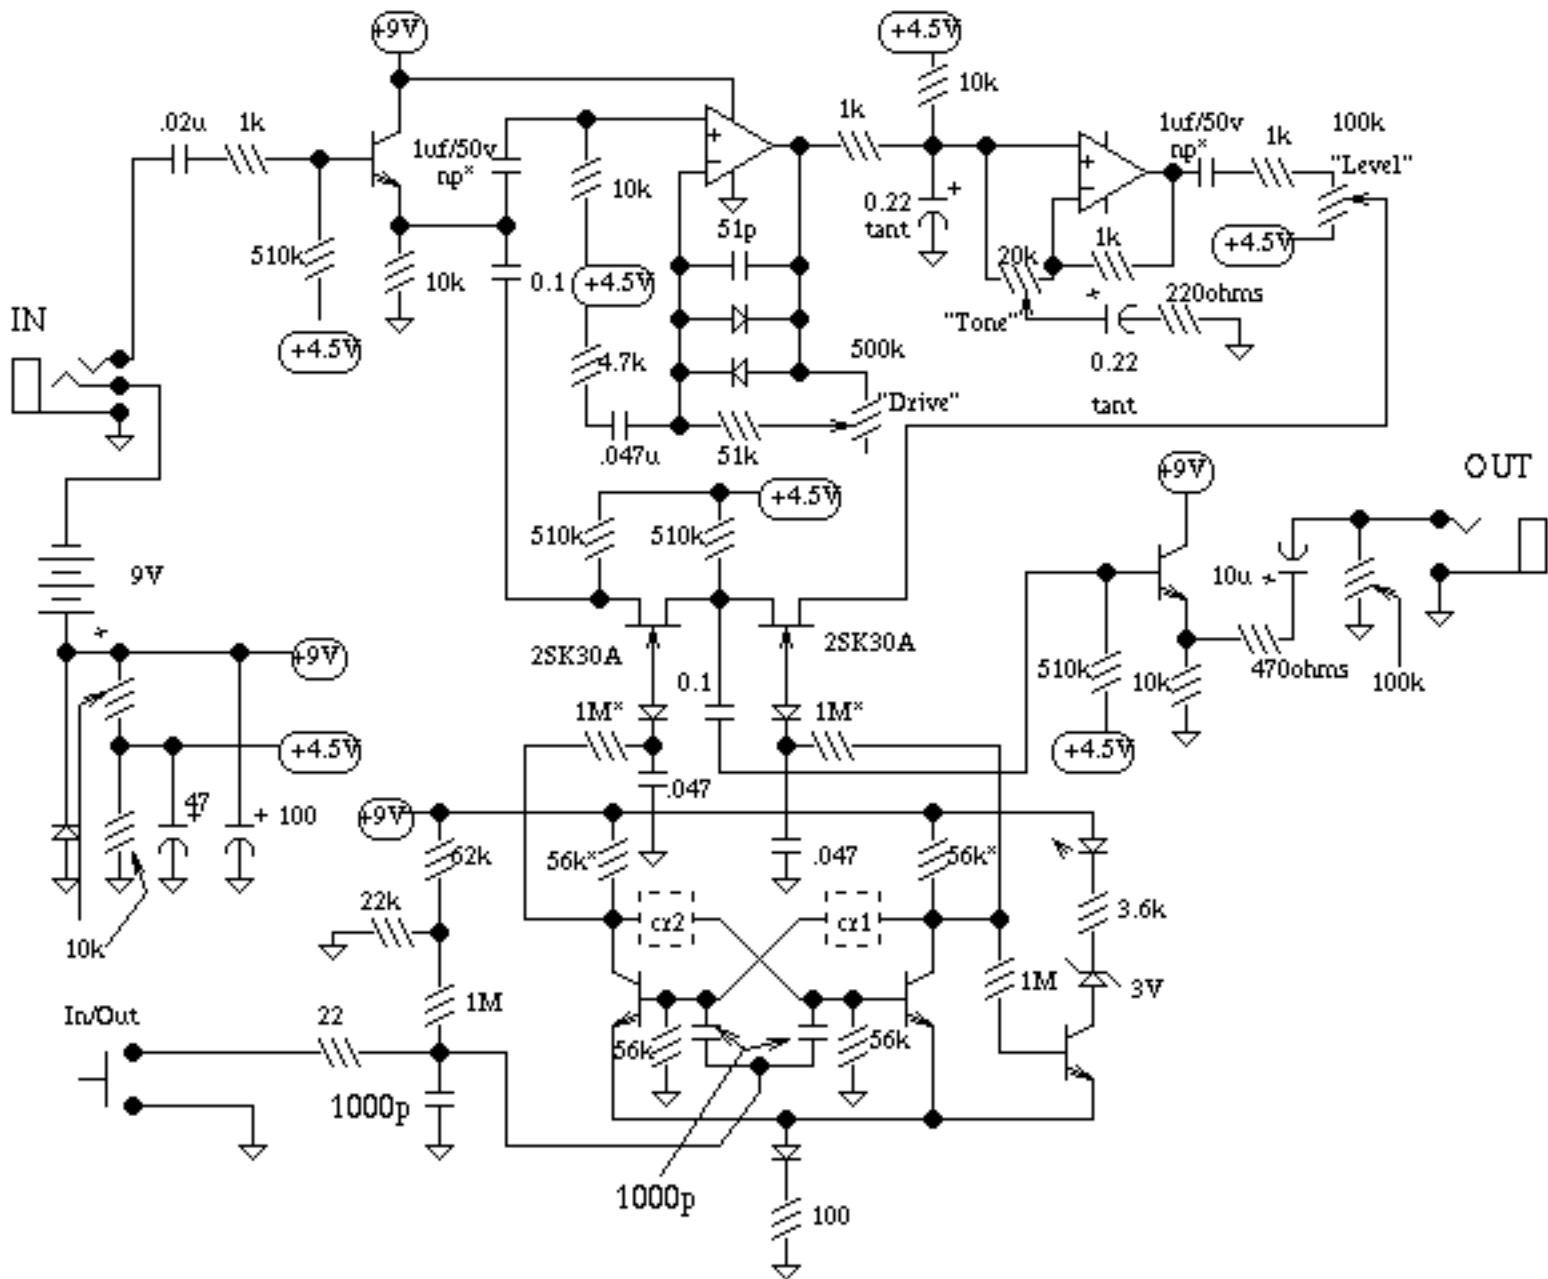 +9V
+4.5V
10k
.02u
1k
1uf/50v
np*
10k
1k
1uf/50v
np*
1k
100k
"Level"
510k
10k
0.1
+4.5V
51p
0.22
tant
20k
1k
+4.5V
IN
+4.5V
"Tone"
+
220ohms
0.22
tant
4.7k
500k
"Drive"
.047u
51k
+9V
OUT
+4.5V
510k
510k
9V
+
10u +
2SK30A
2SK30A
+9V
510k
10k
470ohms
100k
0.1
1M*
1M*
+4.5V
+4.5V
.047
47
+
+ 100
+9V
62k
56k*
.047
56k*
22k
cr2
cr1
3.6k
10k
1M
1M
3V
In/Out
22
56k
56k
1000p
1000p
100
+